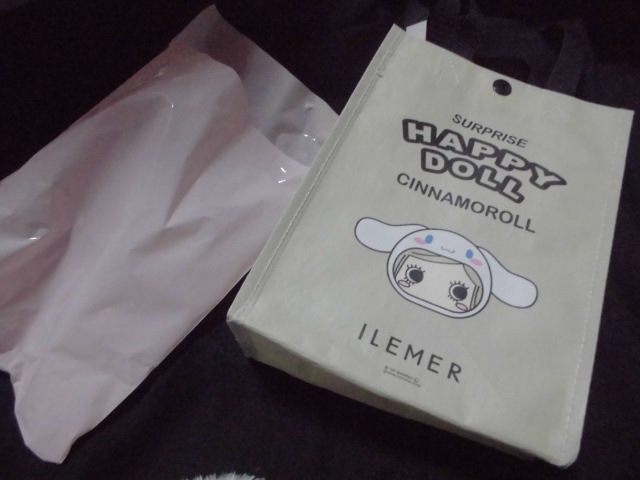 SURPRISE
HAPPY
DOLL
CINNAMOROLL
ILEMER